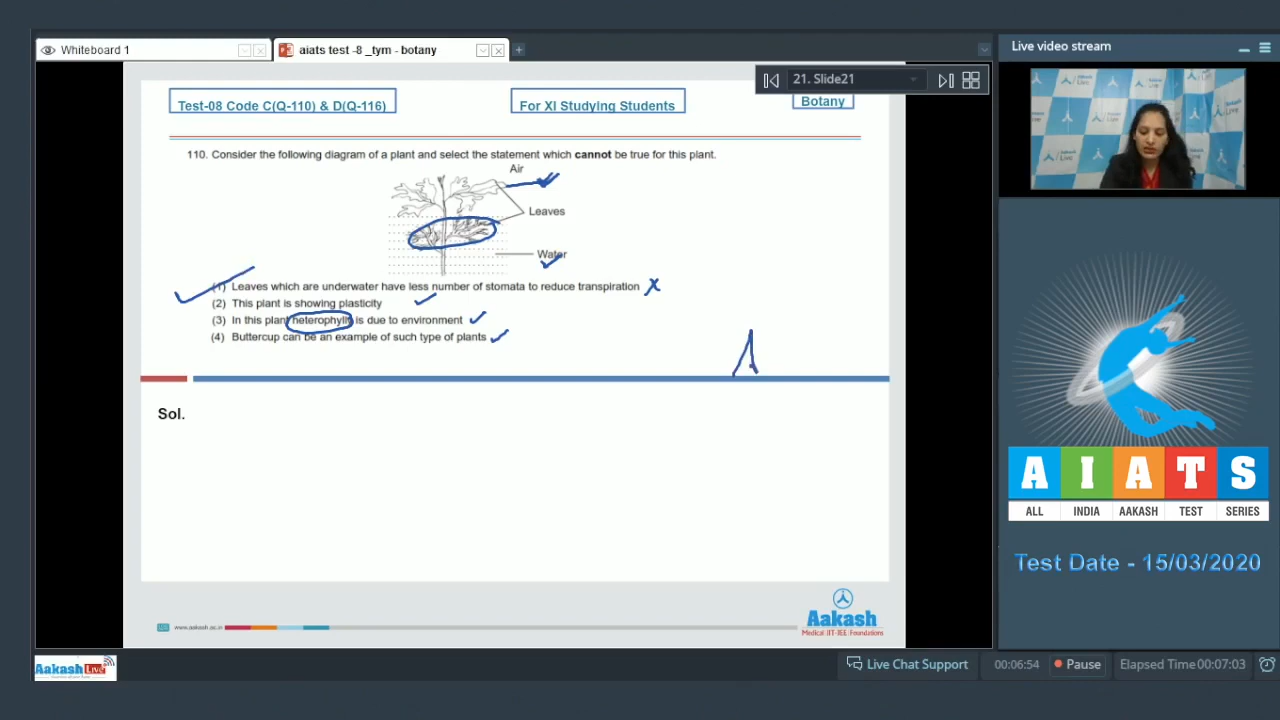 Whiteboard 1
aiats test -8 _tym - botany
Live video stream
21. Slide21
Test-08 Code C(Q-110) & D(Q-116)
For XI Studying Students
Botany
110. Consider the following diagram of a plant and select the statement which cannot be true for this plant.
Air
Leaves
Water
(1) Leaves which are underwater have less number of stomata to reduce transpiration
(2) This plant is showing plasticity
(3) In this plant heterophylly is due to environment
(4) Buttercup can be an example of such type of plants
Sol.
A I A T S
ALL INDIA AAKASH TEST SERIES
Test Date - 15/03/2020
www.aakash.ac.in
Aakash
Medical | IIT-JEE | Foundations
Aakash Live
Live Chat Support
00:06:54
Pause
Elapsed Time 00:07:03